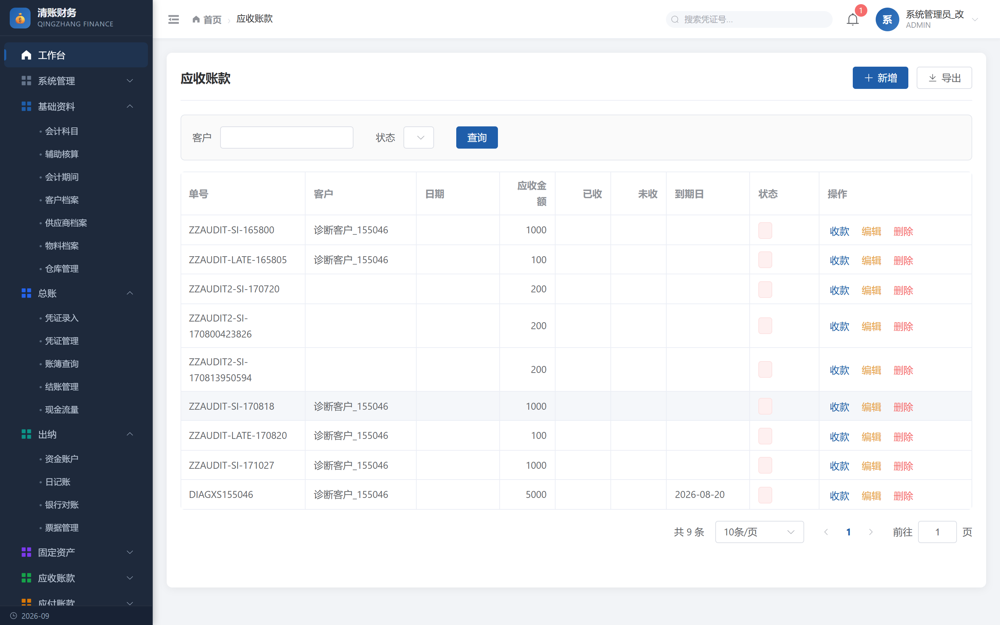 清账财务
QINGZHANG FINANCE
工作台
系统管理
基础资料
会计科目
辅助核算
会计期间
客户档案
供应商档案
物料档案
仓库管理
总账
凭证录入
凭证管理
账簿查询
结账管理
现金流量
出纳
资金账户
日记账
银行对账
票据管理
固定资产
应收账款
应付账款
2026-09
首页 › 应收账款
搜索凭证号...
1
系
系统管理员_改
ADMIN
应收账款
新增
导出
客户
状态
查询
单号 客户 日期 应收金额 已收 未收 到期日 状态 操作
ZZAUDIT-SI-165800 诊断客户_155046 1000 收款 编辑 删除
ZZAUDIT-LATE-165805 诊断客户_155046 100 收款 编辑 删除
ZZAUDIT2-SI-170720 200 收款 编辑 删除
ZZAUDIT2-SI-170800423826 200 收款 编辑 删除
ZZAUDIT2-SI-170813950594 200 收款 编辑 删除
ZZAUDIT-SI-170818 诊断客户_155046 1000 收款 编辑 删除
ZZAUDIT-LATE-170820 诊断客户_155046 100 收款 编辑 删除
ZZAUDIT-SI-171027 诊断客户_155046 1000 收款 编辑 删除
DIAGXS155046 诊断客户_155046 5000 2026-08-20 收款 编辑 删除
共 9 条 10条/页 1 前往 1 页